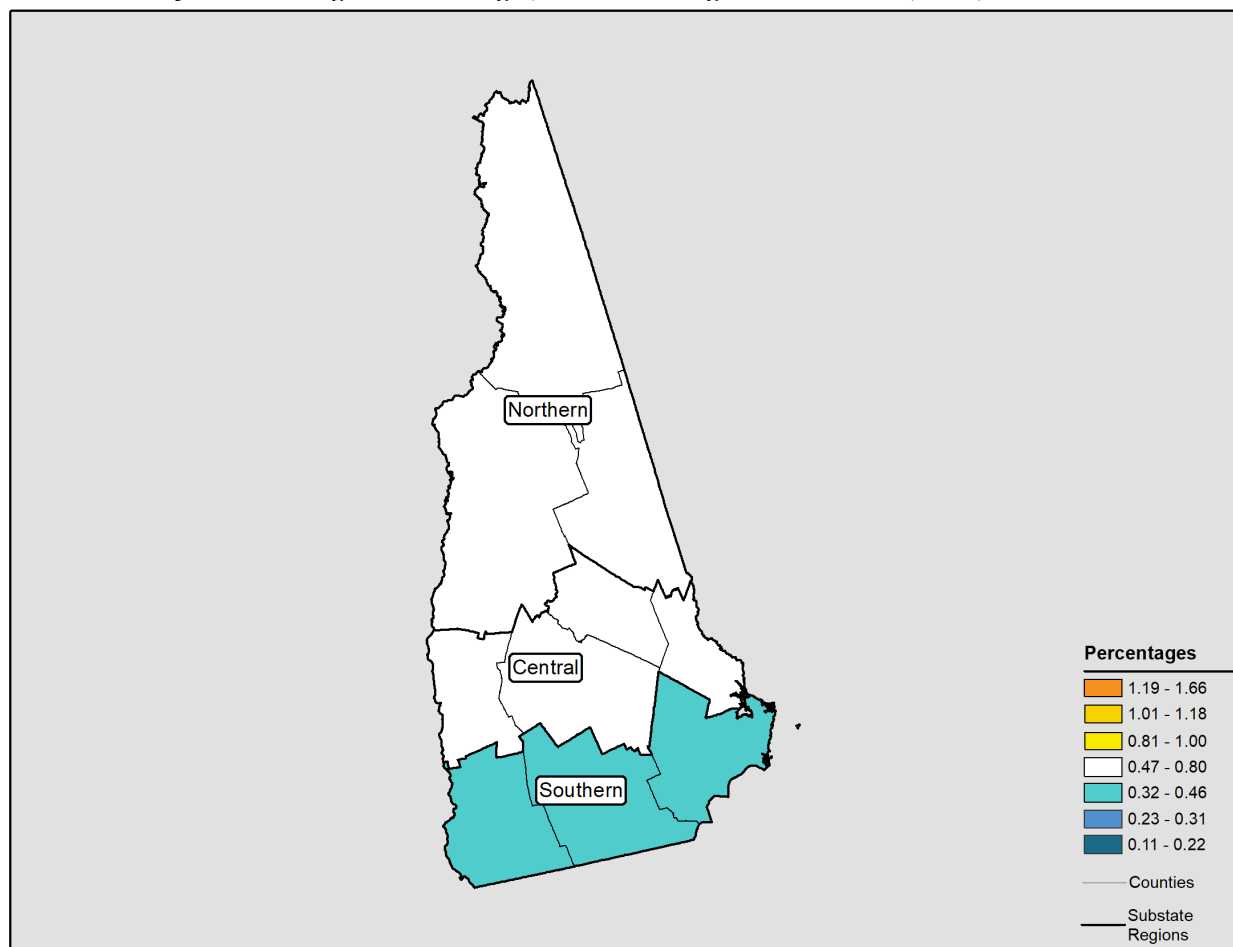 Northern
Central
Southern
Percentages
1.19 - 1.66
1.01 - 1.18
0.81 - 1.00
0.47 - 0.80
0.32 - 0.46
0.23 - 0.31
0.11 - 0.22
Counties
Substate
Regions